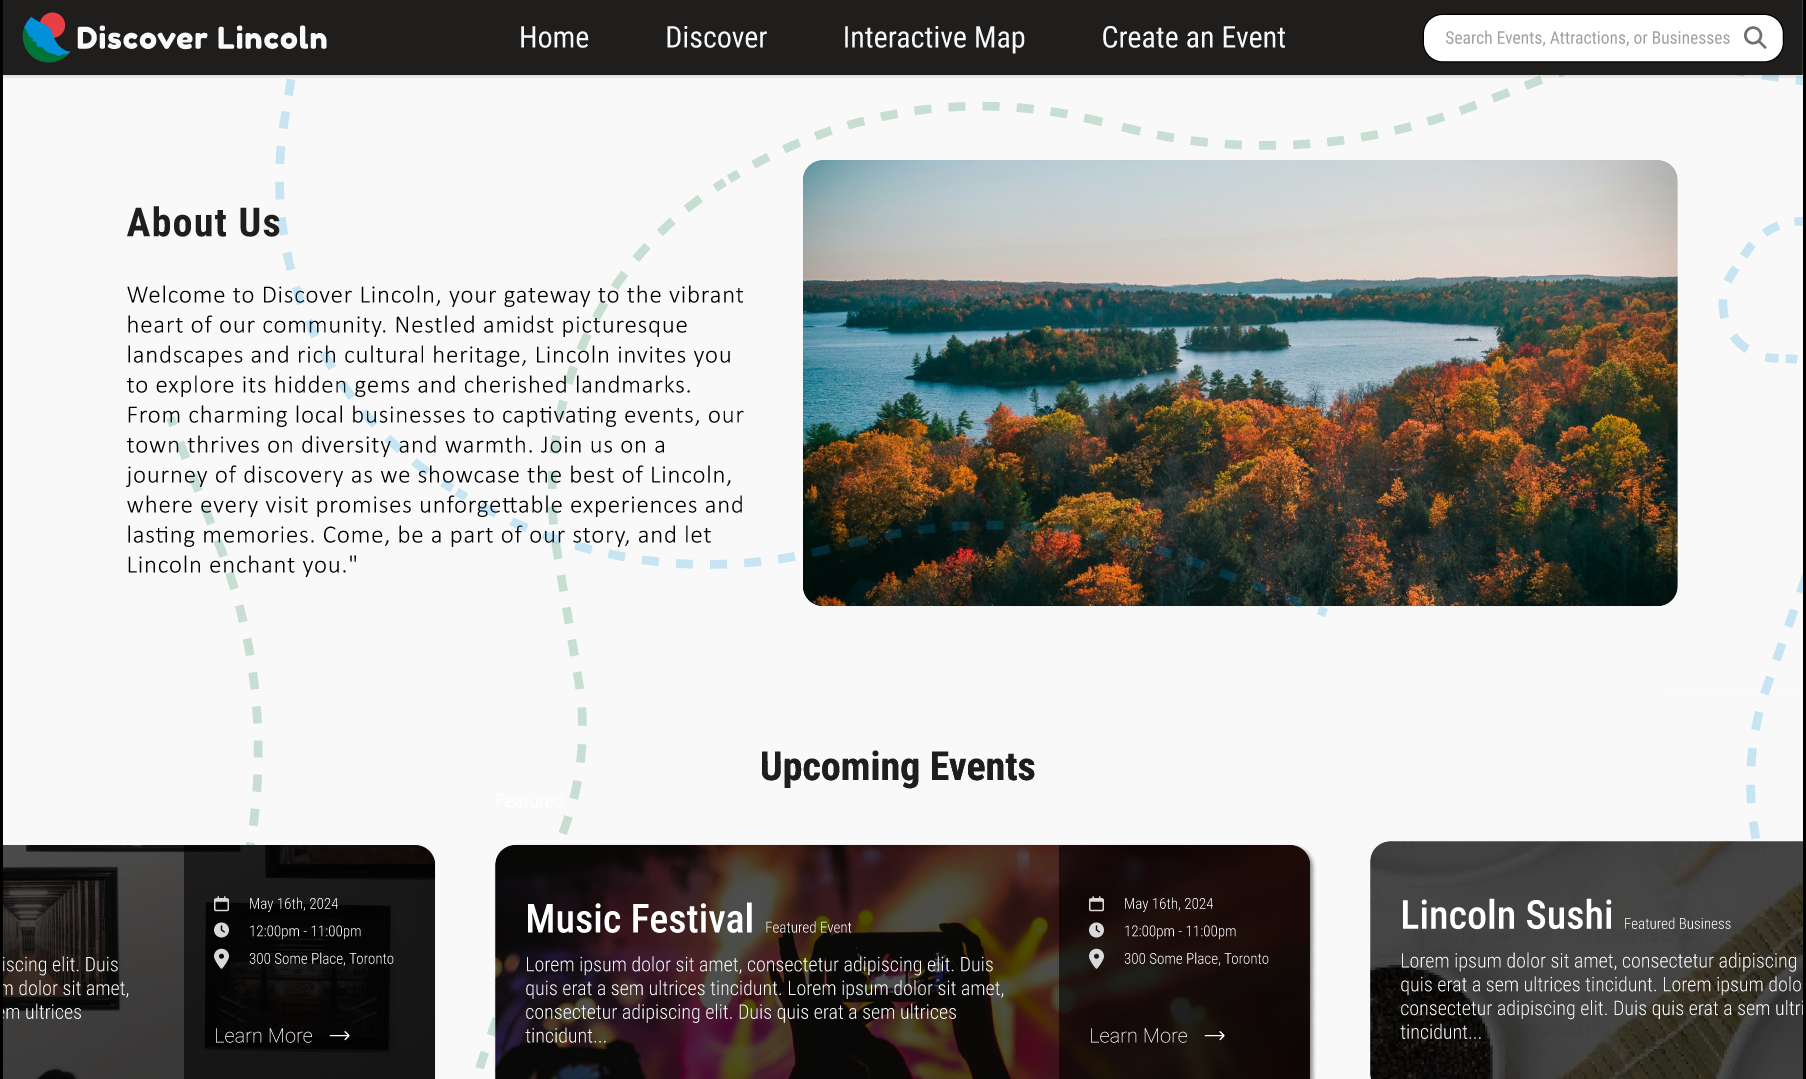 Discover Lincoln
Home
Discover
Interactive Map
Create an Event
Search Events, Attractions, or Businesses
About Us
Welcome to Discover Lincoln, your gateway to the vibrant
heart of our community. Nestled amidst picturesque
landscapes and rich cultural heritage, Lincoln invites you
to explore its hidden gems and cherished landmarks.
From charming local businesses to captivating events, our
town thrives on diversity and warmth. Join us on a
journey of discovery as we showcase the best of Lincoln,
where every visit promises unforgettable experiences and
lasting memories. Come, be a part of our story, and let
Lincoln enchant you."
Upcoming Events
Featured
iscing elit. Duis
m dolor sit amet,
em ultrices
May 16th, 2024
12:00pm - 11:00pm
300 Some Place, Toronto
Learn More →
Music Festival Featured Event
Lorem ipsum dolor sit amet, consectetur adipiscing elit. Duis
quis erat a sem ultrices tincidunt. Lorem ipsum dolor sit amet,
consectetur adipiscing elit. Duis quis erat a sem ultrices
tincidunt...
May 16th, 2024
12:00pm - 11:00pm
300 Some Place, Toronto
Learn More →
Lincoln Sushi Featured Business
Lorem ipsum dolor sit amet, consectetur adipiscing
quis erat a sem ultrices tincidunt. Lorem ipsum dolo
consectetur adipiscing elit. Duis quis erat a sem ultri
tincidunt...